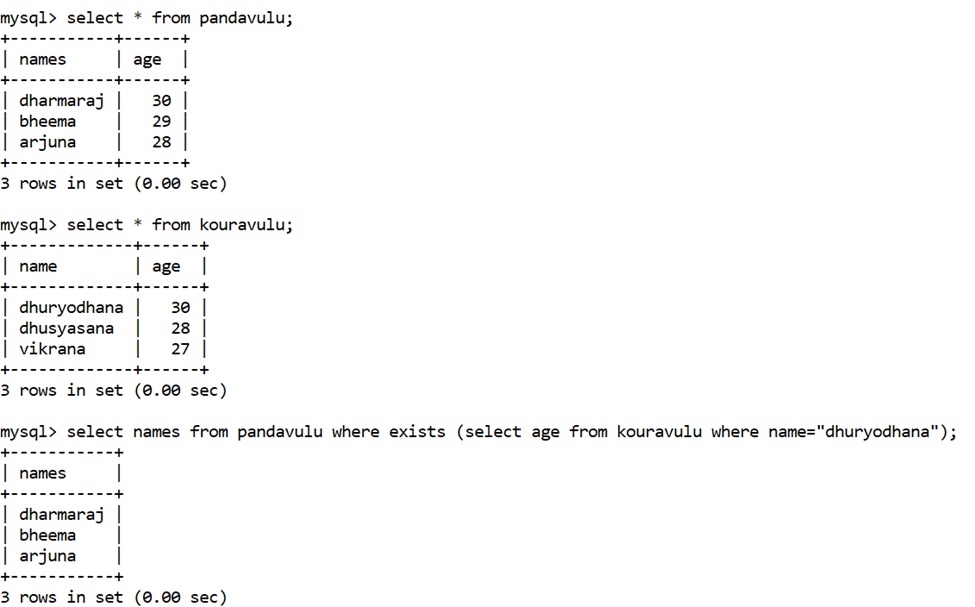 mysql> select * from pandavulu;
+-----------+------+
| names     | age  |
+-----------+------+
| dharmaraj |   30 |
| bheema    |   29 |
| arjuna    |   28 |
+-----------+------+
3 rows in set (0.00 sec)

mysql> select * from kouravulu;
+-------------+------+
| name        | age  |
+-------------+------+
| dhuryodhana |   30 |
| dhusyasana  |   28 |
| vikrana     |   27 |
+-------------+------+
3 rows in set (0.00 sec)

mysql> select names from pandavulu where exists (select age from kouravulu where name="dhuryodhana");
+-----------+
| names     |
+-----------+
| dharmaraj |
| bheema    |
| arjuna    |
+-----------+
3 rows in set (0.00 sec)